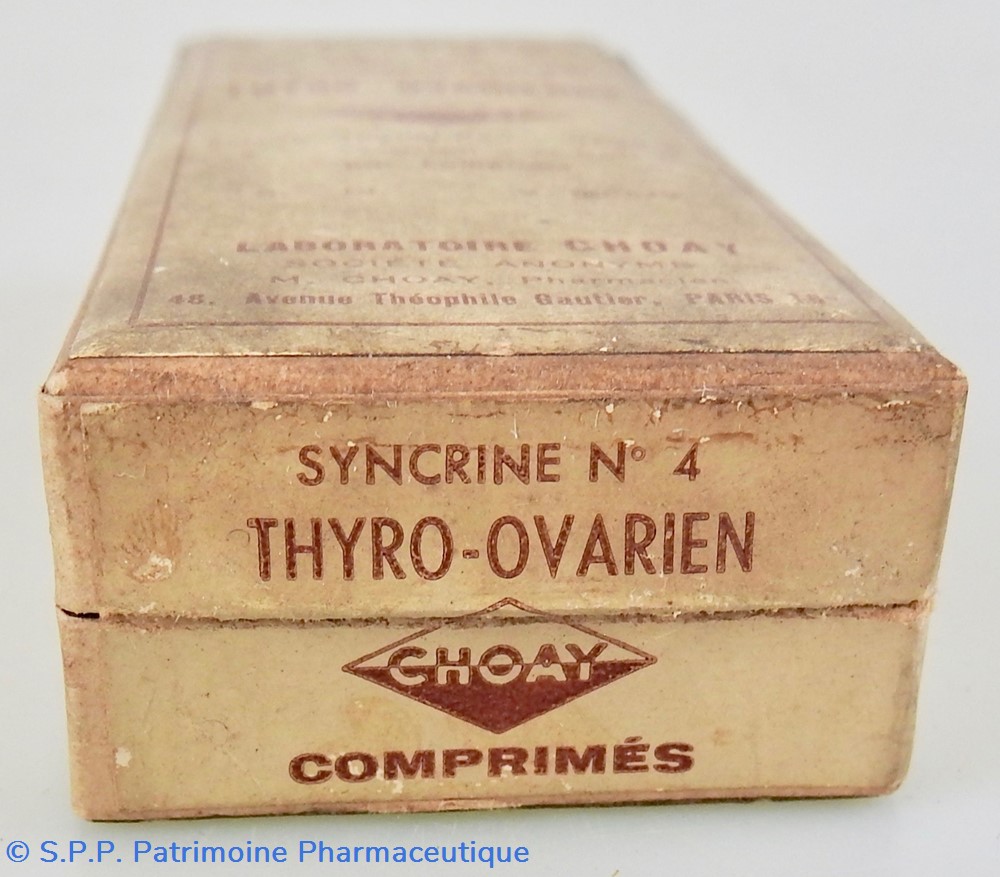 LABORATOIRE CHOAY
SOCIÉTÉ ANONYME
M. CHOAY, Pharmacien
48, Avenue Théophile Gautier, PARIS 16e
SYNCRINE N° 4
THYRO-OVARIEN
CHOAY
COMPRIMÉS
© S.P.P. Patrimoine Pharmaceutique